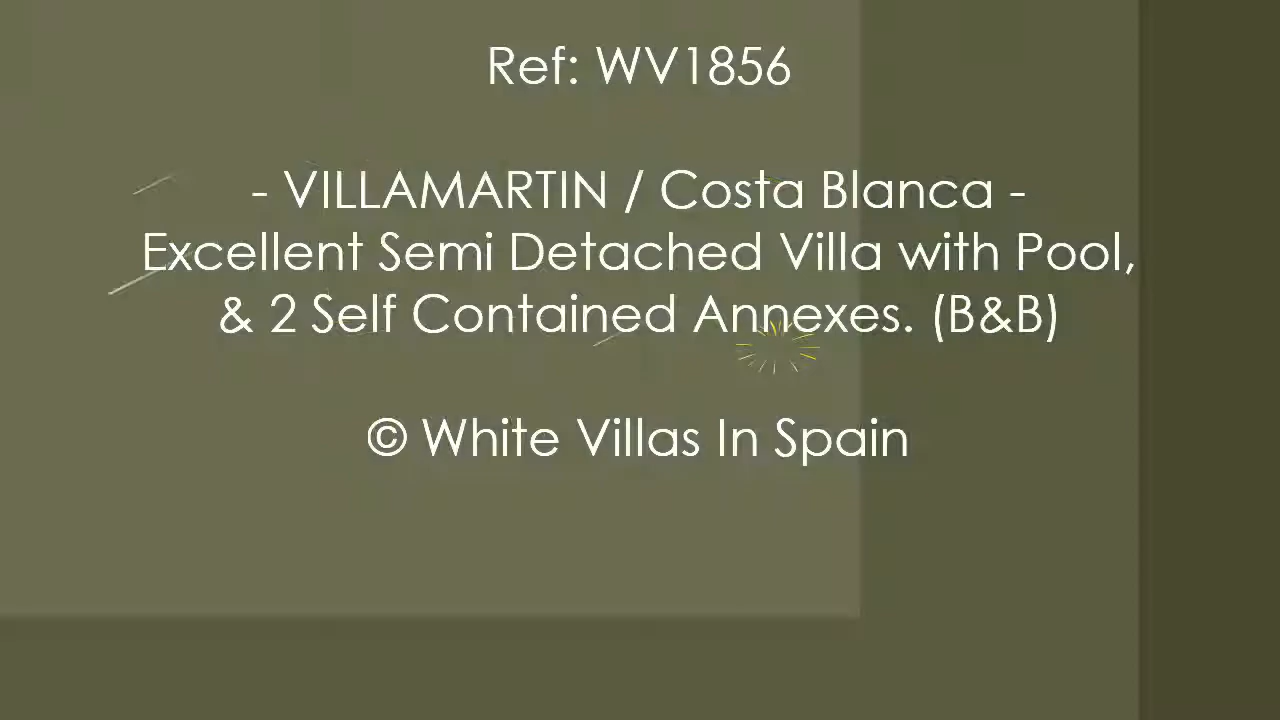 Ref: WV1856
- VILLAMARTIN / Costa Blanca -
Excellent Semi Detached Villa with Pool,
& 2 Self Contained Annexes. (B&B)
© White Villas In Spain